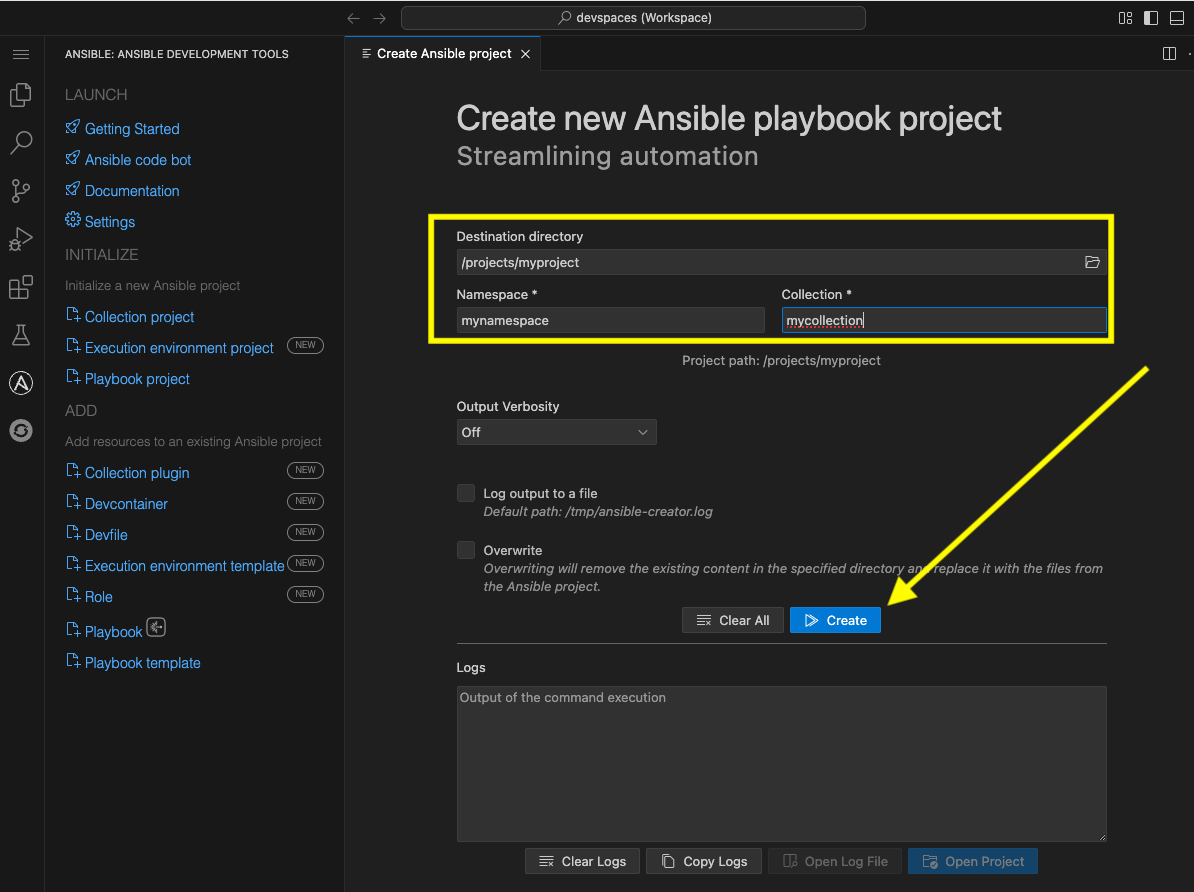 devspaces (Workspace)
ANSIBLE: ANSIBLE DEVELOPMENT TOOLS
LAUNCH
Getting Started
Ansible code bot
Documentation
Settings
INITIALIZE
Initialize a new Ansible project
Collection project
Execution environment project NEW
Playbook project
ADD
Add resources to an existing Ansible project
Collection plugin NEW
Devcontainer NEW
Devfile NEW
Execution environment template NEW
Role NEW
Playbook
Playbook template
Create Ansible project
Create new Ansible playbook project
Streamlining automation
Destination directory
/projects/myproject
Namespace * Collection *
mynamespace mycollection
Project path: /projects/myproject
Output Verbosity
Off
Log output to a file
Default path: /tmp/ansible-creator.log
Overwrite
Overwriting will remove the existing content in the specified directory and replace it with the files from
the Ansible project.
Clear All Create
Logs
Output of the command execution
Clear Logs Copy Logs Open Log File Open Project